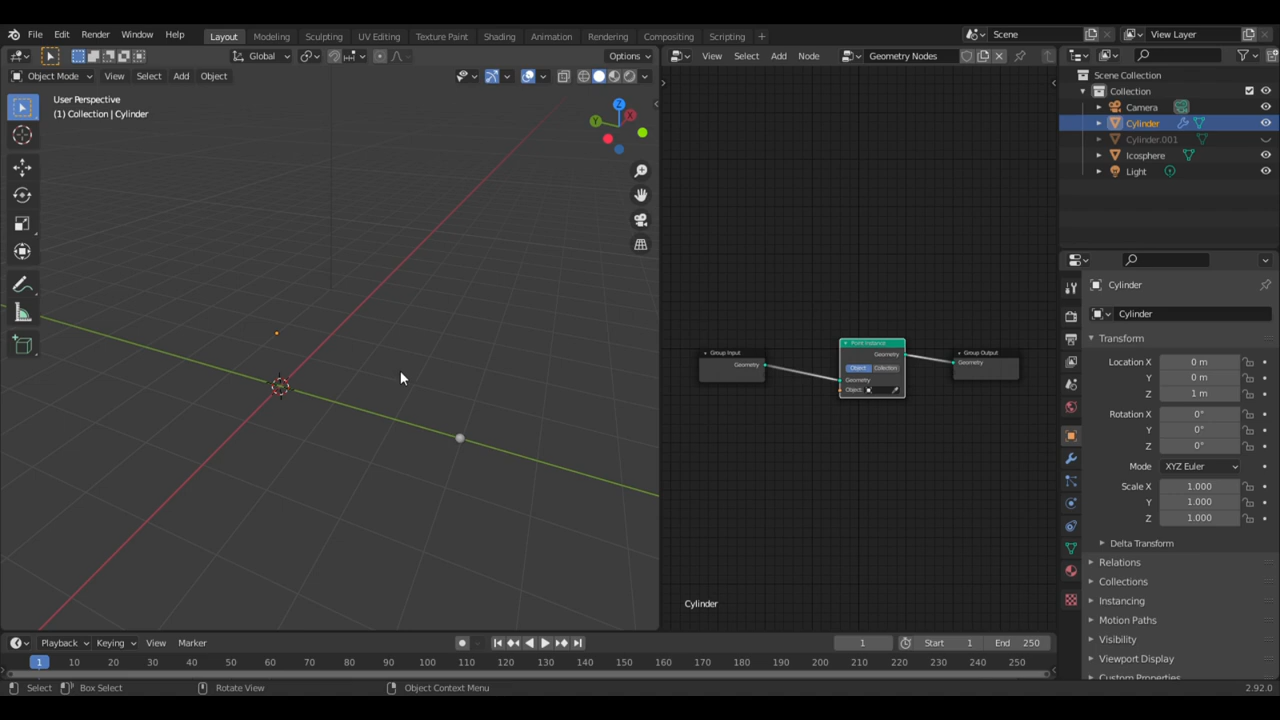 File Edit Render Window Help Layout Modeling Sculpting UV Editing Texture Paint Shading Animation Rendering Compositing Scripting + Scene View Layer
Global Options View Select Add Node Geometry Nodes
Object Mode View Select Add Object
User Perspective
(1) Collection | Cylinder
Z
X
Y
Group Input
Geometry
Point Instance
Geometry
Object Collection
Geometry
Object:
Group Output
Geometry
Cylinder
Scene Collection
Collection
Camera
Cylinder
Cylinder.001
Icosphere
Light
Cylinder
Cylinder
Transform
Location X 0 m
Y 0 m
Z 1 m
Rotation X 0°
Y 0°
Z 0°
Mode XYZ Euler
Scale X 1.000
Y 1.000
Z 1.000
Delta Transform
Relations
Collections
Instancing
Motion Paths
Visibility
Viewport Display
Custom Properties
Playback Keying View Marker 1 Start 1 End 250
1 10 20 30 40 50 60 70 80 90 100 110 120 130 140 150 160 170 180 190 200 210 220 230 240 250
Select Box Select Rotate View Object Context Menu 2.92.0